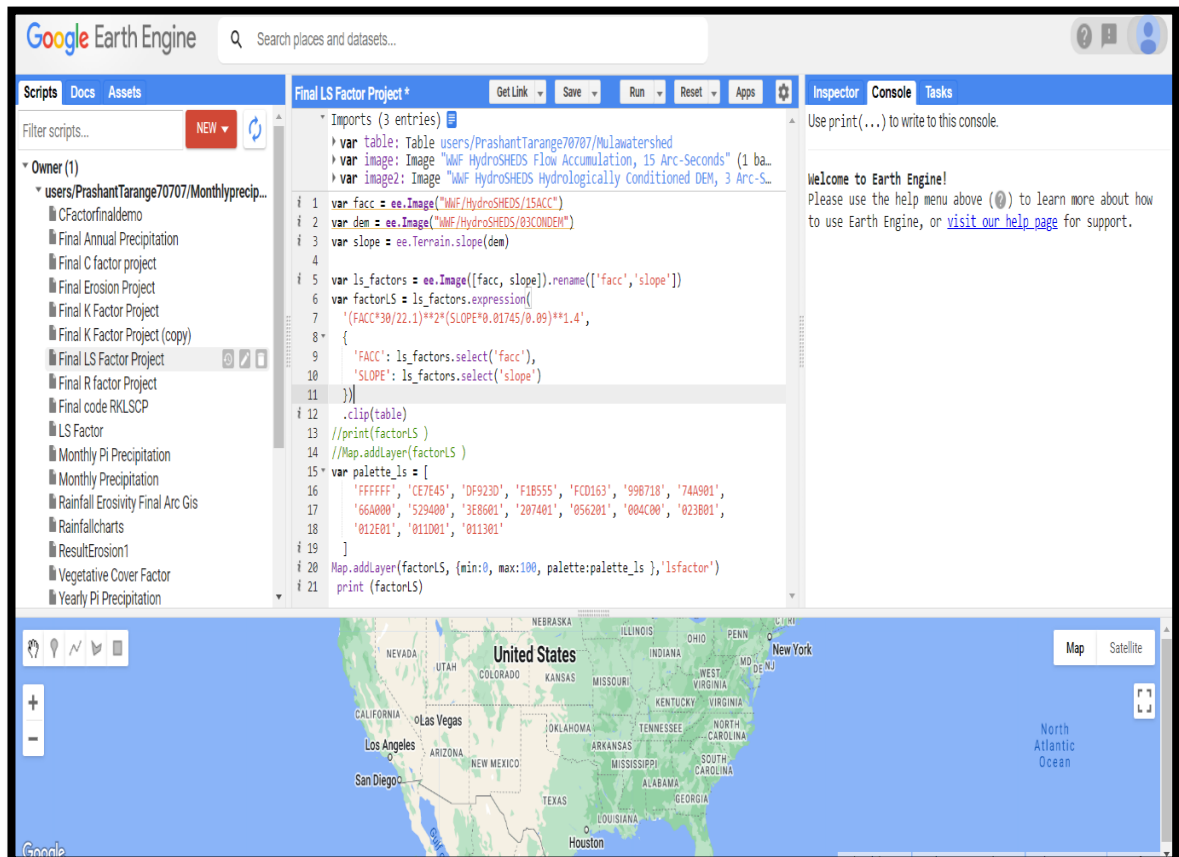 Google Earth Engine
Search places and datasets...
Scripts Docs Assets
Filter scripts...
NEW
Owner (1)
users/PrashantTarange70707/Monthlyprecip...
CFactorfinaldemo
Final Annual Precipitation
Final C factor project
Final Erosion Project
Final K Factor Project
Final K Factor Project (copy)
Final LS Factor Project
Final R factor Project
Final code RKLSCP
LS Factor
Monthly Pi Precipitation
Monthly Precipitation
Rainfall Erosivity Final Arc Gis
Rainfallcharts
ResultErosion1
Vegetative Cover Factor
Yearly Pi Precipitation
Final LS Factor Project *
Get Link Save Run Reset Apps
Imports (3 entries)
var table: Table users/PrashantTarange70707/Mulawatershed
var image: Image "WWF HydroSHEDS Flow Accumulation, 15 Arc-Seconds" (1 ba...
var image2: Image "WWF HydroSHEDS Hydrologically Conditioned DEM, 3 Arc-S...
i 1 var facc = ee.Image("WWF/HydroSHEDS/15ACC")
i 2 var dem = ee.Image("WWF/HydroSHEDS/03CONDEM")
i 3 var slope = ee.Terrain.slope(dem)
4
i 5 var ls_factors = ee.Image([facc, slope]).rename(['facc','slope'])
6 var factorLS = ls_factors.expression(
7 '(FACC*30/22.1)**2*(SLOPE*0.01745/0.09)**1.4',
8 {
9 'FACC': ls_factors.select('facc'),
10 'SLOPE': ls_factors.select('slope')
11 })
i 12 .clip(table)
13 //print(factorLS )
14 //Map.addLayer(factorLS )
15 var palette_ls = [
16 'FFFFFF', 'CE7E45', 'DF923D', 'F1B555', 'FCD163', '99B718', '74A901',
17 '66A000', '529400', '3E8601', '207401', '056201', '004C00', '023B01',
18 '012E01', '011D01', '011301'
i 19 ]
i 20 Map.addLayer(factorLS, {min:0, max:100, palette:palette_ls },'lsfactor')
i 21 print (factorLS)
Inspector Console Tasks
Use print(...) to write to this console.
Welcome to Earth Engine!
Please use the help menu above (?) to learn more about how
to use Earth Engine, or visit our help page for support.
Map Satellite
NEBRASKA
ILLINOIS
OHIO
PENN
CT RI
New York
NEVADA
UTAH
United States
COLORADO
KANSAS
MISSOURI
INDIANA
WEST
VIRGINIA
MD
DE
NJ
KENTUCKY
VIRGINIA
CALIFORNIA
Las Vegas
OKLAHOMA
TENNESSEE
NORTH
CAROLINA
Los Angeles
ARIZONA
NEW MEXICO
ARKANSAS
MISSISSIPPI
SOUTH
CAROLINA
San Diego
ALABAMA
GEORGIA
TEXAS
LOUISIANA
Houston
North
Atlantic
Ocean
Google